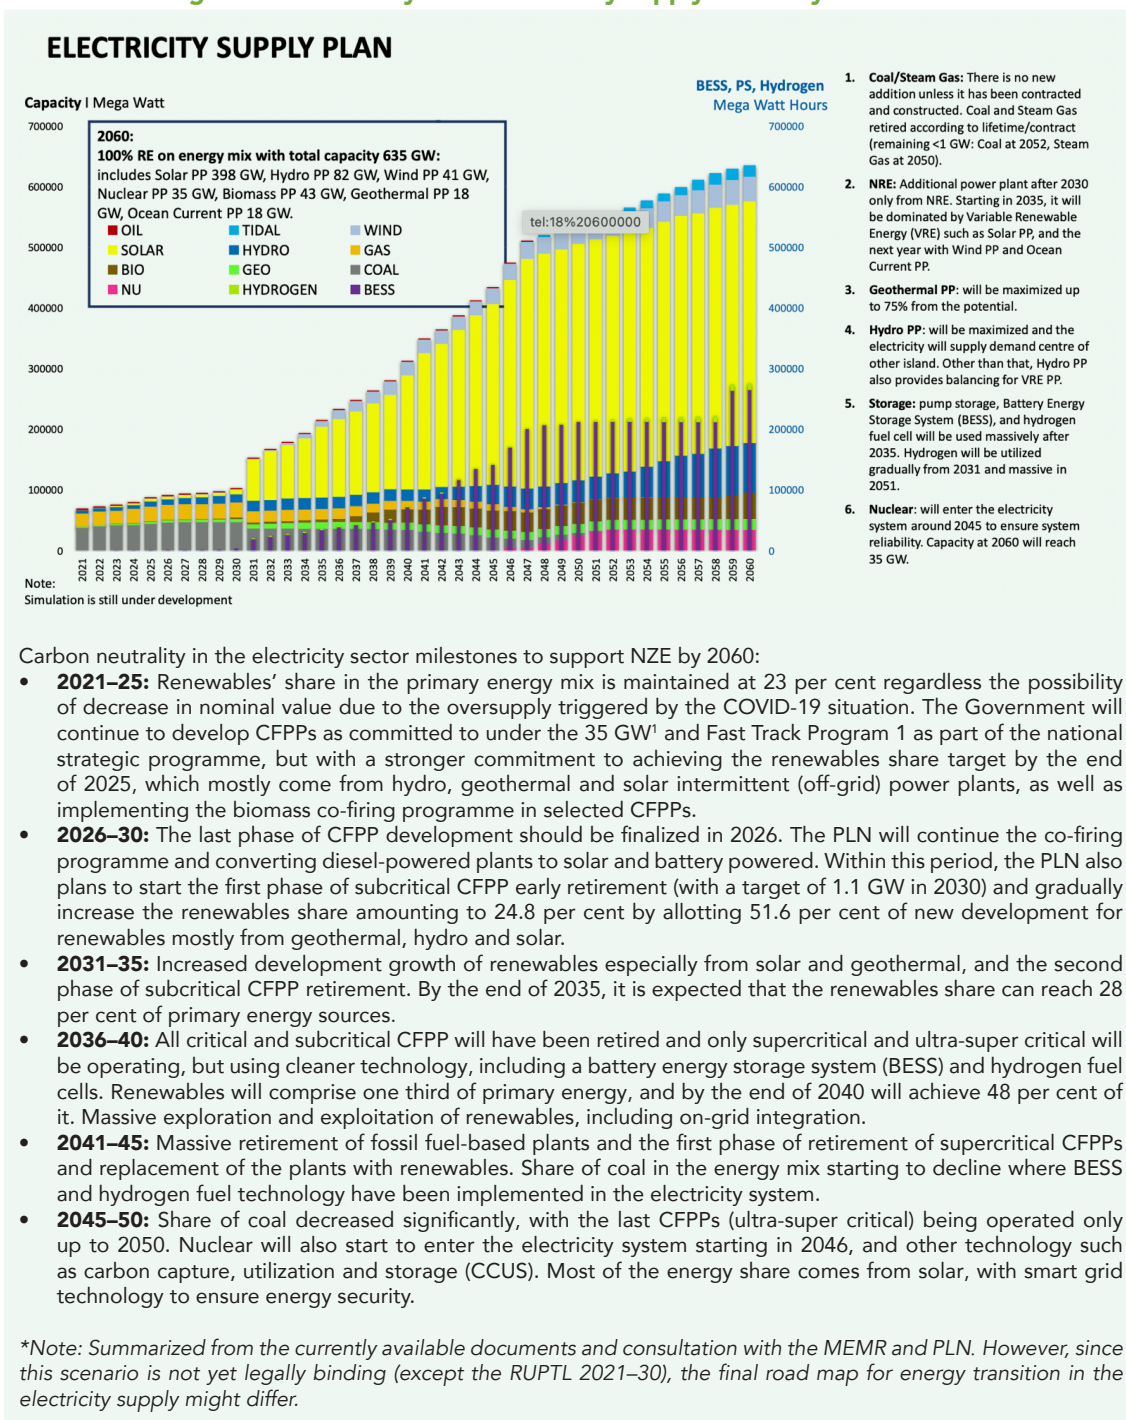 ELECTRICITY SUPPLY PLAN
Capacity I Mega Watt
BESS, PS, Hydrogen
Mega Watt Hours
700000
600000
500000
400000
300000
200000
100000
0
2060:
100% RE on energy mix with total capacity 635 GW:
includes Solar PP 398 GW, Hydro PP 82 GW, Wind PP 41 GW,
Nuclear PP 35 GW, Biomass PP 43 GW, Geothermal PP 18
GW, Ocean Current PP 18 GW.
OIL TIDAL WIND
SOLAR HYDRO GAS
BIO GEO COAL
NU HYDROGEN BESS
tel:18%20600000
700000
600000
500000
400000
300000
200000
100000
0
2021 2022 2023 2024 2025 2026 2027 2028 2029 2030 2031 2032 2033 2034 2035 2036 2037 2038 2039 2040 2041 2042 2043 2044 2045 2046 2047 2048 2049 2050 2051 2052 2053 2054 2055 2056 2057 2058 2059 2060
Note:
Simulation is still under development
1. Coal/Steam Gas: There is no new
addition unless it has been contracted
and constructed. Coal and Steam Gas
retired according to lifetime/contract
(remaining <1 GW: Coal at 2052, Steam
Gas at 2050).
2. NRE: Additional power plant after 2030
only from NRE. Starting in 2035, it will
be dominated by Variable Renewable
Energy (VRE) such as Solar PP, and the
next year with Wind PP and Ocean
Current PP.
3. Geothermal PP: will be maximized up
to 75% from the potential.
4. Hydro PP: will be maximized and the
electricity will supply demand centre of
other island. Other than that, Hydro PP
also provides balancing for VRE PP.
5. Storage: pump storage, Battery Energy
Storage System (BESS), and hydrogen
fuel cell will be used massively after
2035. Hydrogen will be utilized
gradually from 2031 and massive in
2051.
6. Nuclear: will enter the electricity
system around 2045 to ensure system
reliability. Capacity at 2060 will reach
35 GW.
Carbon neutrality in the electricity sector milestones to support NZE by 2060:
• 2021–25: Renewables' share in the primary energy mix is maintained at 23 per cent regardless the possibility
of decrease in nominal value due to the oversupply triggered by the COVID-19 situation. The Government will
continue to develop CFPPs as committed to under the 35 GW¹ and Fast Track Program 1 as part of the national
strategic programme, but with a stronger commitment to achieving the renewables share target by the end
of 2025, which mostly come from hydro, geothermal and solar intermittent (off-grid) power plants, as well as
implementing the biomass co-firing programme in selected CFPPs.
• 2026–30: The last phase of CFPP development should be finalized in 2026. The PLN will continue the co-firing
programme and converting diesel-powered plants to solar and battery powered. Within this period, the PLN also
plans to start the first phase of subcritical CFPP early retirement (with a target of 1.1 GW in 2030) and gradually
increase the renewables share amounting to 24.8 per cent by allotting 51.6 per cent of new development for
renewables mostly from geothermal, hydro and solar.
• 2031–35: Increased development growth of renewables especially from solar and geothermal, and the second
phase of subcritical CFPP retirement. By the end of 2035, it is expected that the renewables share can reach 28
per cent of primary energy sources.
• 2036–40: All critical and subcritical CFPP will have been retired and only supercritical and ultra-super critical will
be operating, but using cleaner technology, including a battery energy storage system (BESS) and hydrogen fuel
cells. Renewables will comprise one third of primary energy, and by the end of 2040 will achieve 48 per cent of
it. Massive exploration and exploitation of renewables, including on-grid integration.
• 2041–45: Massive retirement of fossil fuel-based plants and the first phase of retirement of supercritical CFPPs
and replacement of the plants with renewables. Share of coal in the energy mix starting to decline where BESS
and hydrogen fuel technology have been implemented in the electricity system.
• 2045–50: Share of coal decreased significantly, with the last CFPPs (ultra-super critical) being operated only
up to 2050. Nuclear will also start to enter the electricity system starting in 2046, and other technology such
as carbon capture, utilization and storage (CCUS). Most of the energy share comes from solar, with smart grid
technology to ensure energy security.
*Note: Summarized from the currently available documents and consultation with the MEMR and PLN. However, since
this scenario is not yet legally binding (except the RUPTL 2021–30), the final road map for energy transition in the
electricity supply might differ.